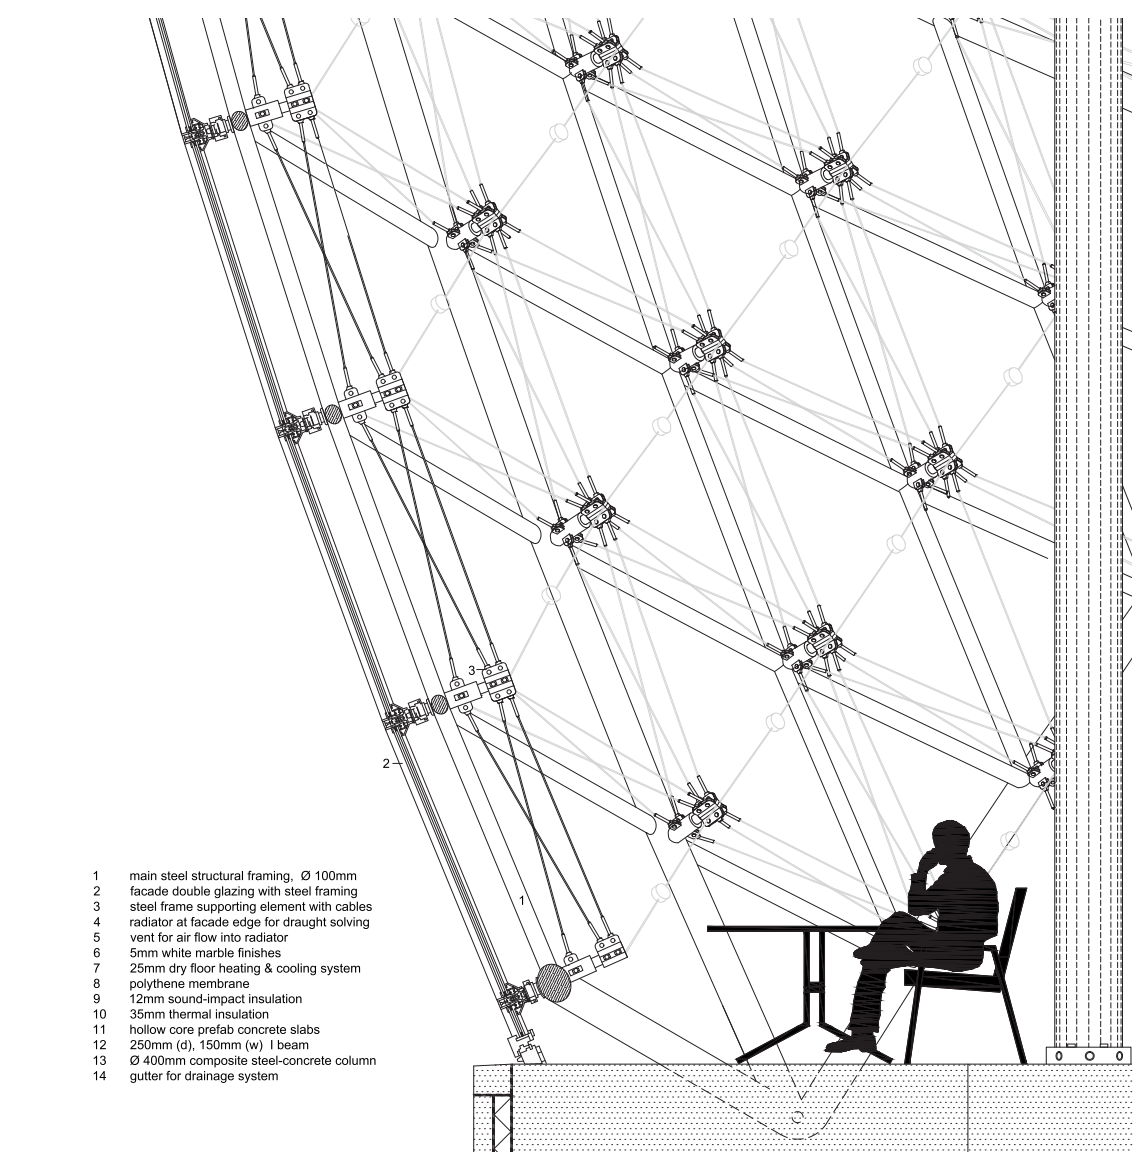 3
2
1
1 main steel structural framing, Ø 100mm
2 facade double glazing with steel framing
3 steel frame supporting element with cables
4 radiator at facade edge for draught solving
5 vent for air flow into radiator
6 5mm white marble finishes
7 25mm dry floor heating & cooling system
8 polythene membrane
9 12mm sound-impact insulation
10 35mm thermal insulation
11 hollow core prefab concrete slabs
12 250mm (d), 150mm (w) I beam
13 Ø 400mm composite steel-concrete column
14 gutter for drainage system